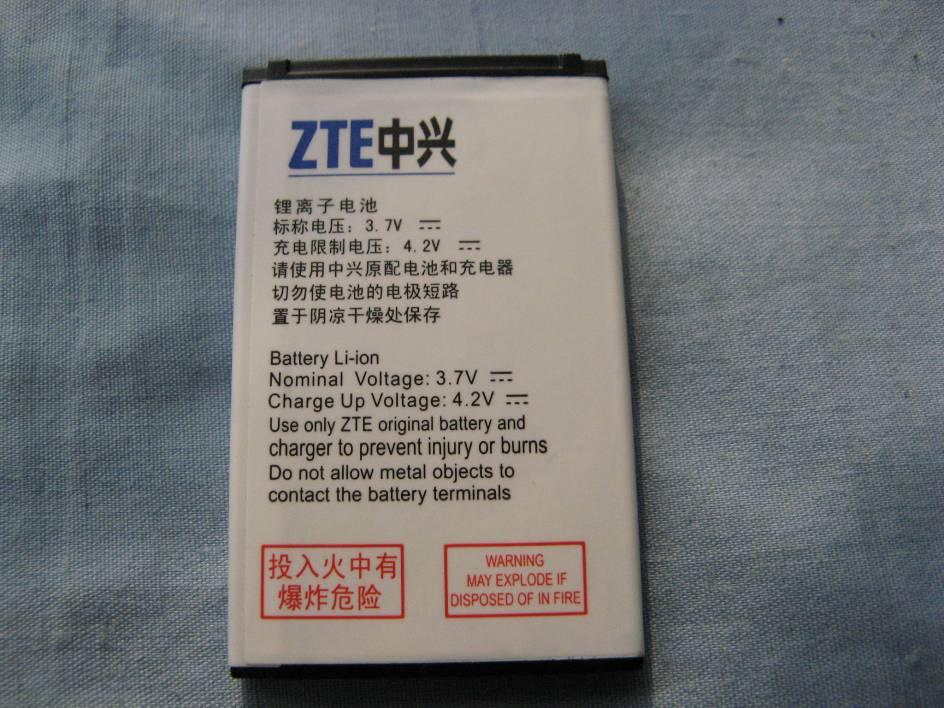 ZTE中兴
锂离子电池
标称电压: 3.7V ⎓
充电限制电压: 4.2V ⎓
请使用中兴原配电池和充电器
切勿使电池的电极短路
置于阴凉干燥处保存
Battery Li-ion
Nominal Voltage: 3.7V ⎓
Charge Up Voltage: 4.2V ⎓
Use only ZTE original battery and
charger to prevent injury or burns
Do not allow metal objects to
contact the battery terminals
投入火中有
爆炸危险
WARNING
MAY EXPLODE IF
DISPOSED OF IN FIRE